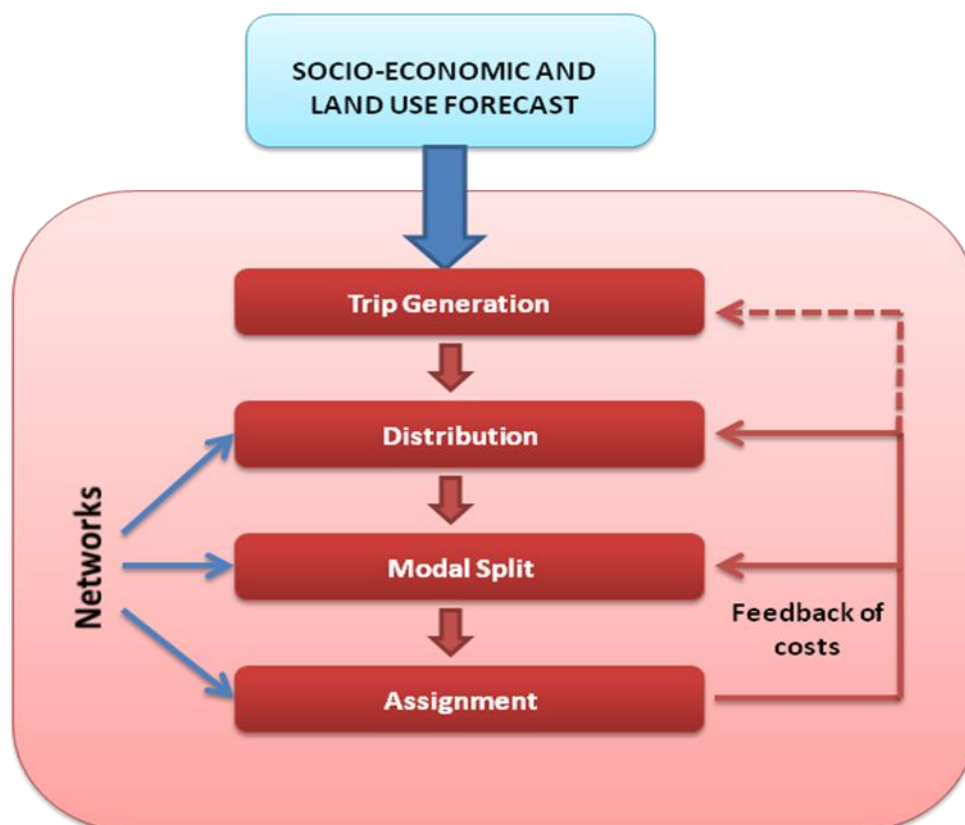 SOCIO-ECONOMIC AND
LAND USE FORECAST
Trip Generation
Distribution
Networks
Modal Split
Feedback of
costs
Assignment